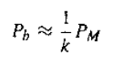 P_b ≈ \frac{1}{k} P_M